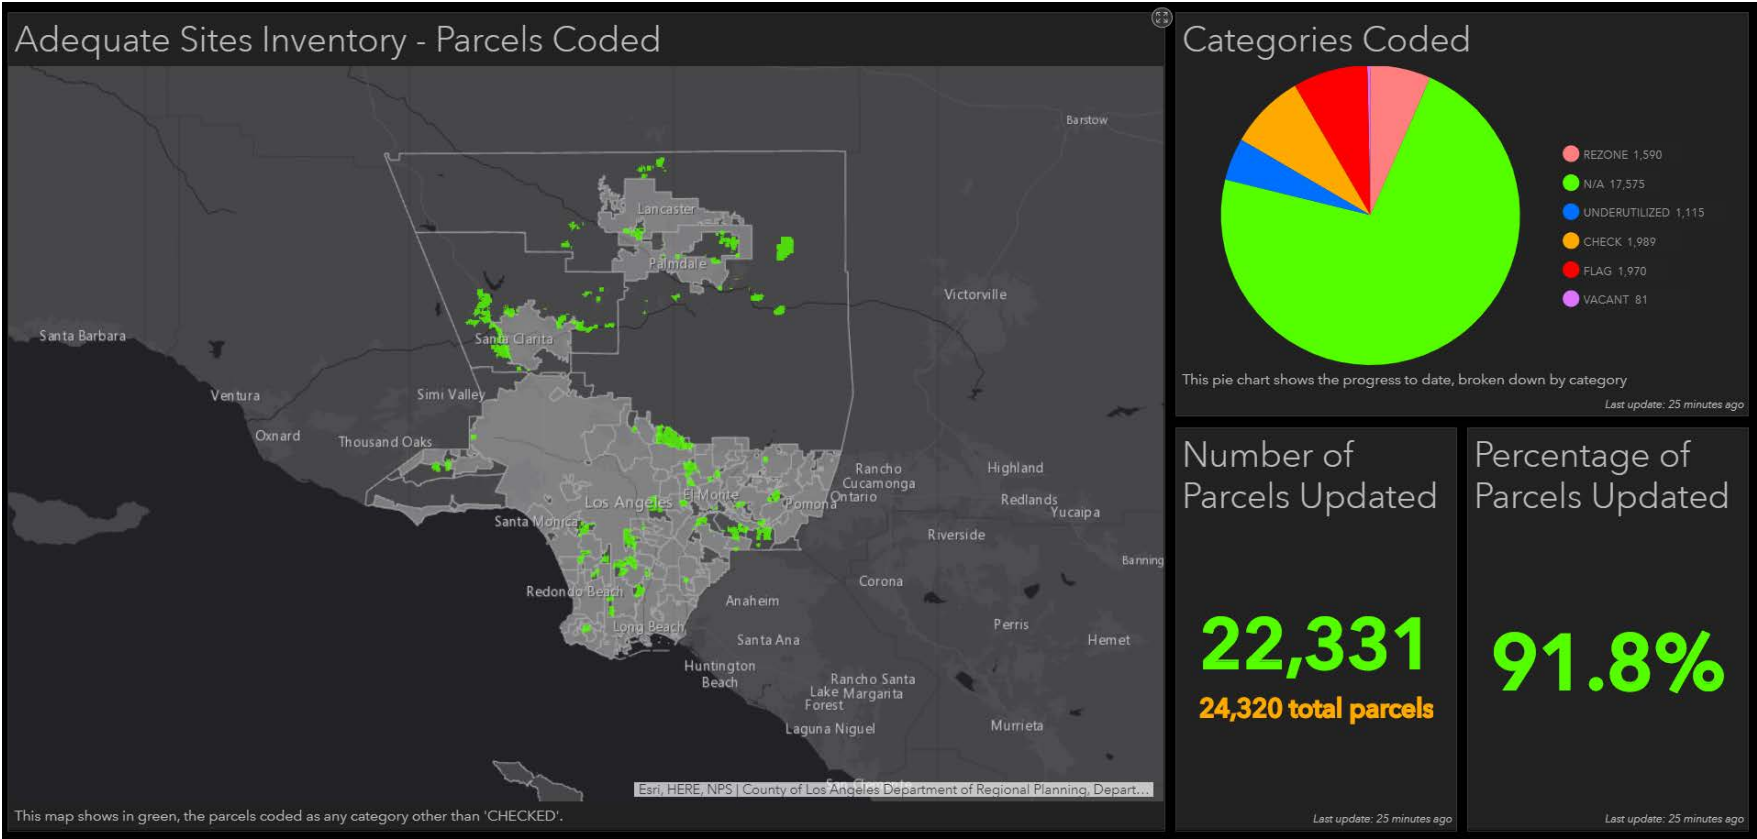 Adequate Sites Inventory - Parcels Coded
Barstow
Lancaster
Palmdale
Victorville
Santa Barbara
Santa Clarita
Ventura
Simi Valley
Oxnard
Thousand Oaks
Rancho
Cucamonga
Highland
Los Angeles
El Monte
Pomona
Ontario
Redlands
Yucaipa
Santa Monica
Riverside
Banning
Corona
Redondo Beach
Anaheim
Long Beach
Santa Ana
Perris
Hemet
Huntington
Beach
Rancho Santa
Margarita
Lake
Forest
Laguna Niguel
Murrieta
San Clemente
Esri, HERE, NPS | County of Los Angeles Department of Regional Planning, Depart...
This map shows in green, the parcels coded as any category other than 'CHECKED'.
Categories Coded
REZONE 1,590
N/A 17,575
UNDERUTILIZED 1,115
CHECK 1,989
FLAG 1,970
VACANT 81
This pie chart shows the progress to date, broken down by category
Last update: 25 minutes ago
Number of
Parcels Updated
22,331
24,320 total parcels
Last update: 25 minutes ago
Percentage of
Parcels Updated
91.8%
Last update: 25 minutes ago